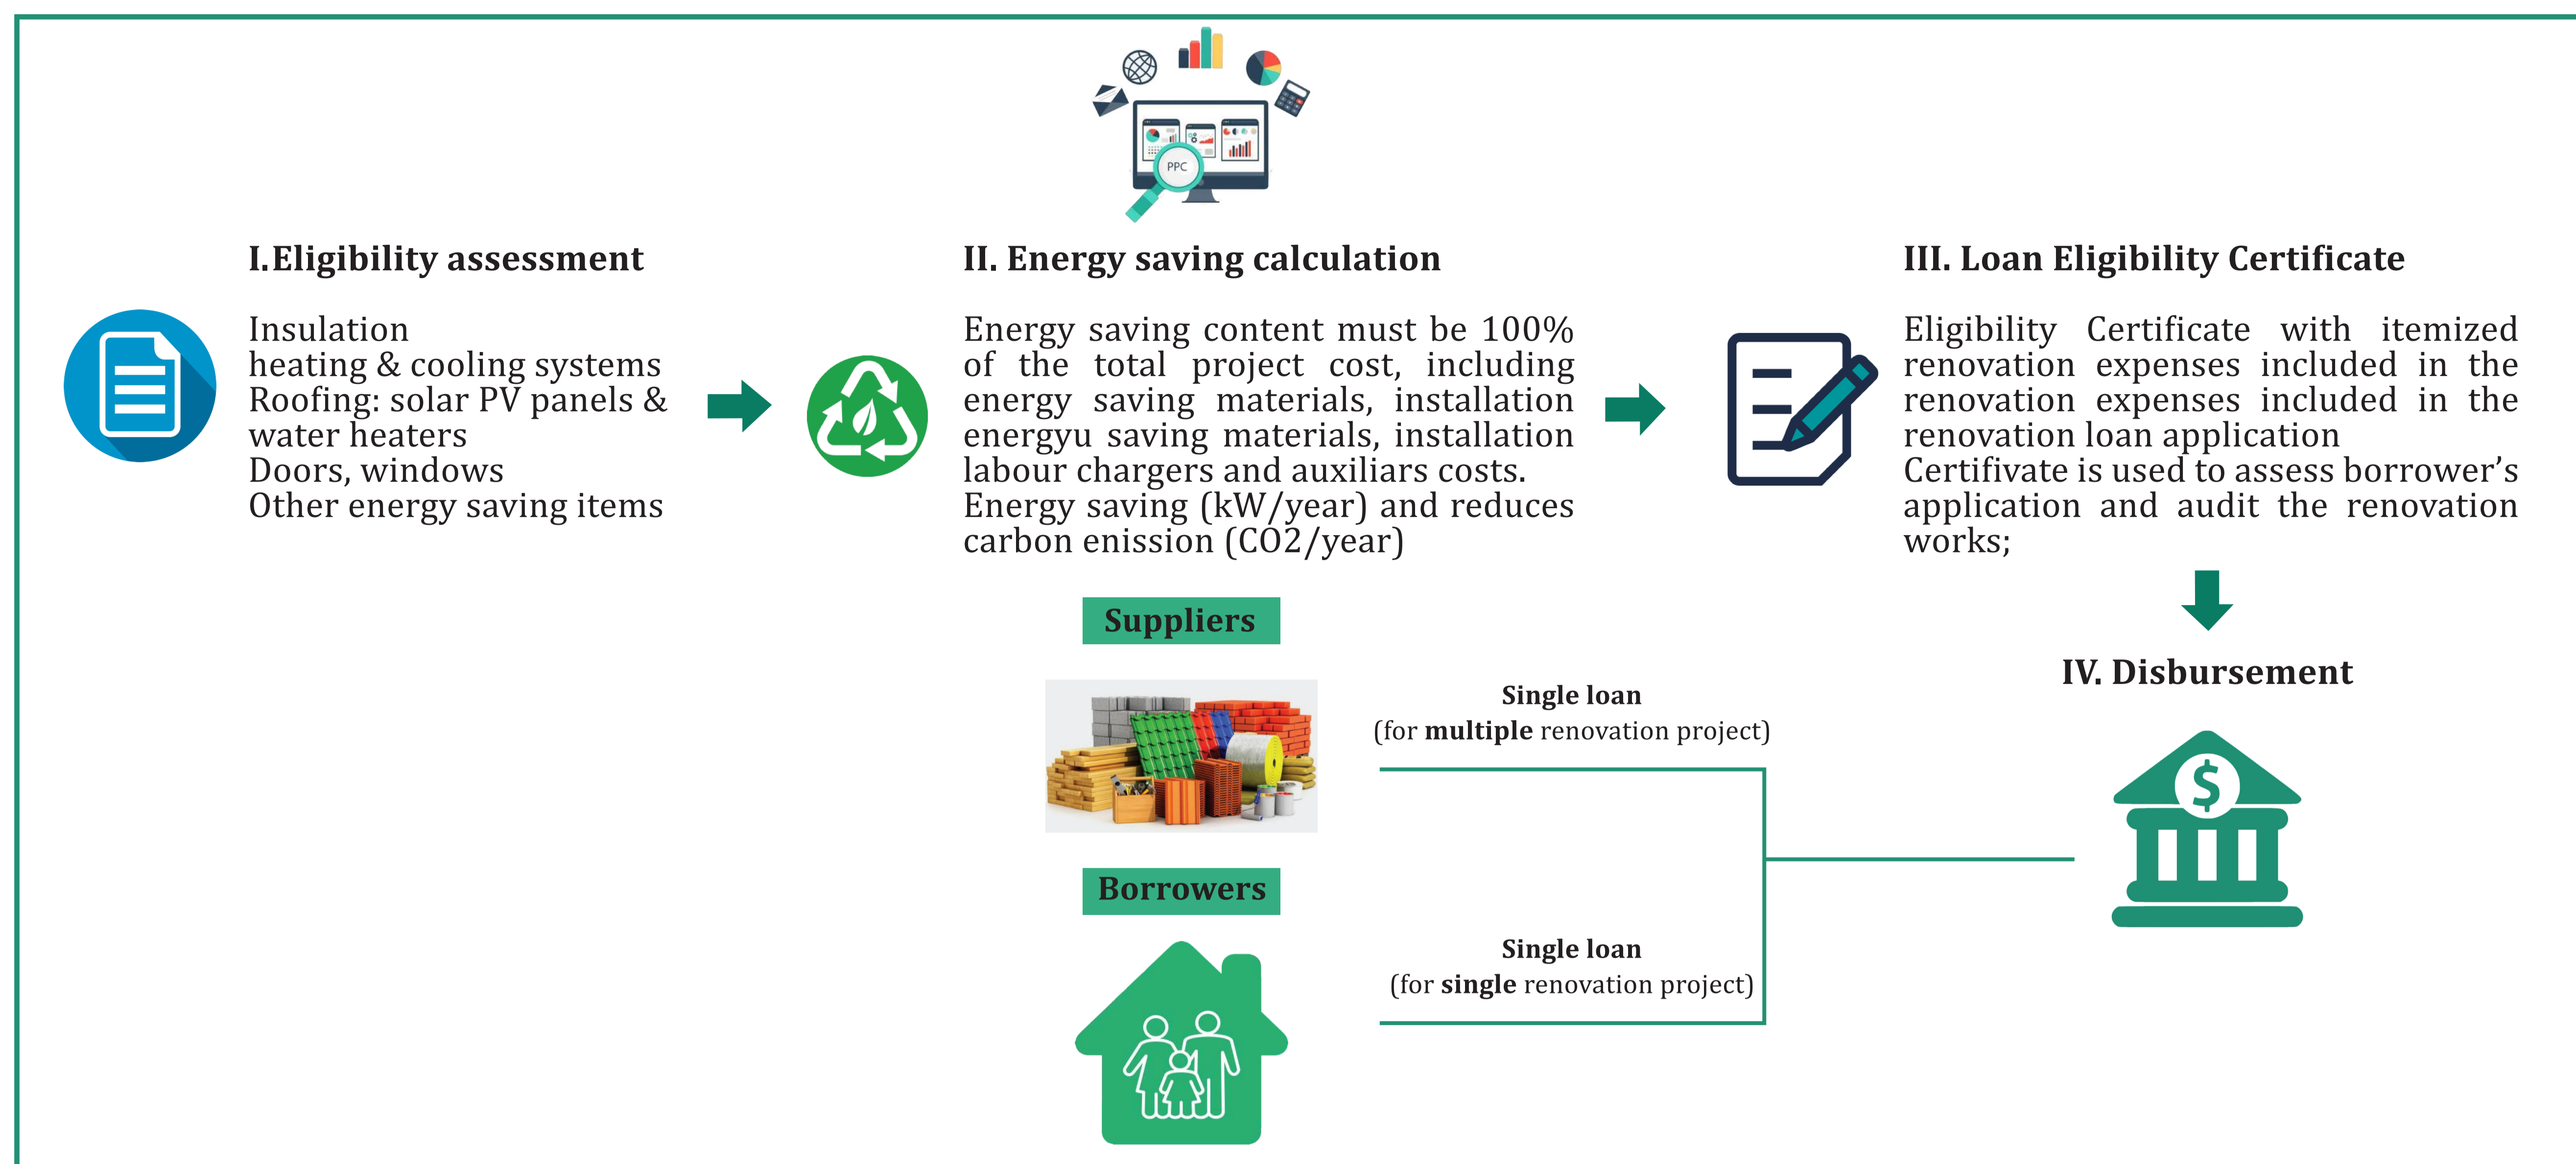 PPC
I.Eligibility assessment
Insulation
heating & cooling systems
Roofing: solar PV panels &
water heaters
Doors, windows
Other energy saving items
II. Energy saving calculation
Energy saving content must be 100%
of the total project cost, including
energy saving materials, installation
energyu saving materials, installation
labour chargers and auxiliars costs.
Energy saving (kW/year) and reduces
carbon enission (CO2/year)
III. Loan Eligibility Certificate
Eligibility Certificate with itemized
renovation expenses included in the
renovation expenses included in the
renovation loan application
Certifivate is used to assess borrower’s
application and audit the renovation
works;
IV. Disbursement
$
Suppliers
Single loan
(for multiple renovation project)
Borrowers
Single loan
(for single renovation project)